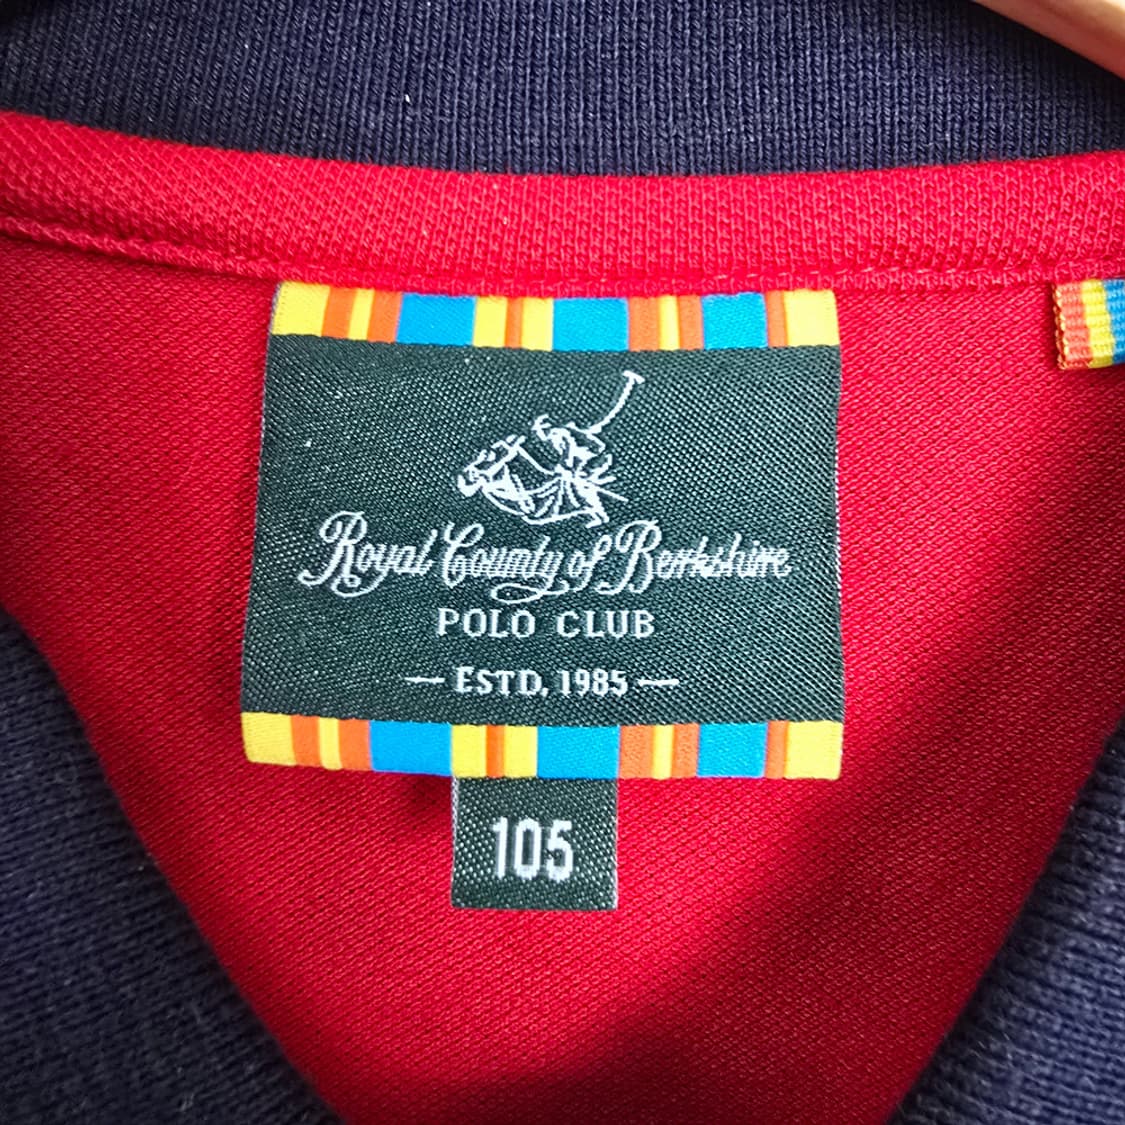 Royal County of Berkshire
POLO CLUB
— ESTD. 1985 —
105